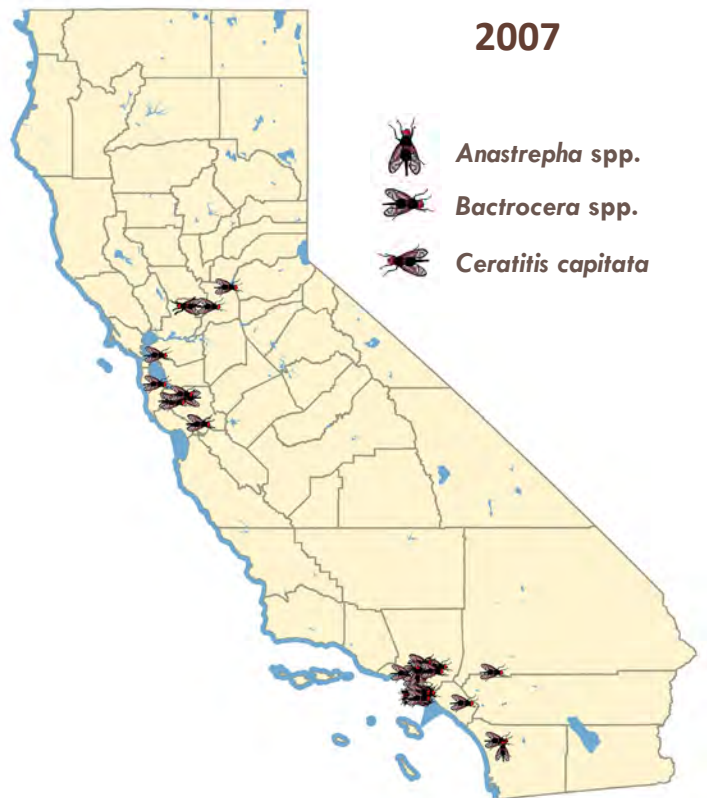 2007
Anastrepha spp.
Bactrocera spp.
Ceratitis capitata